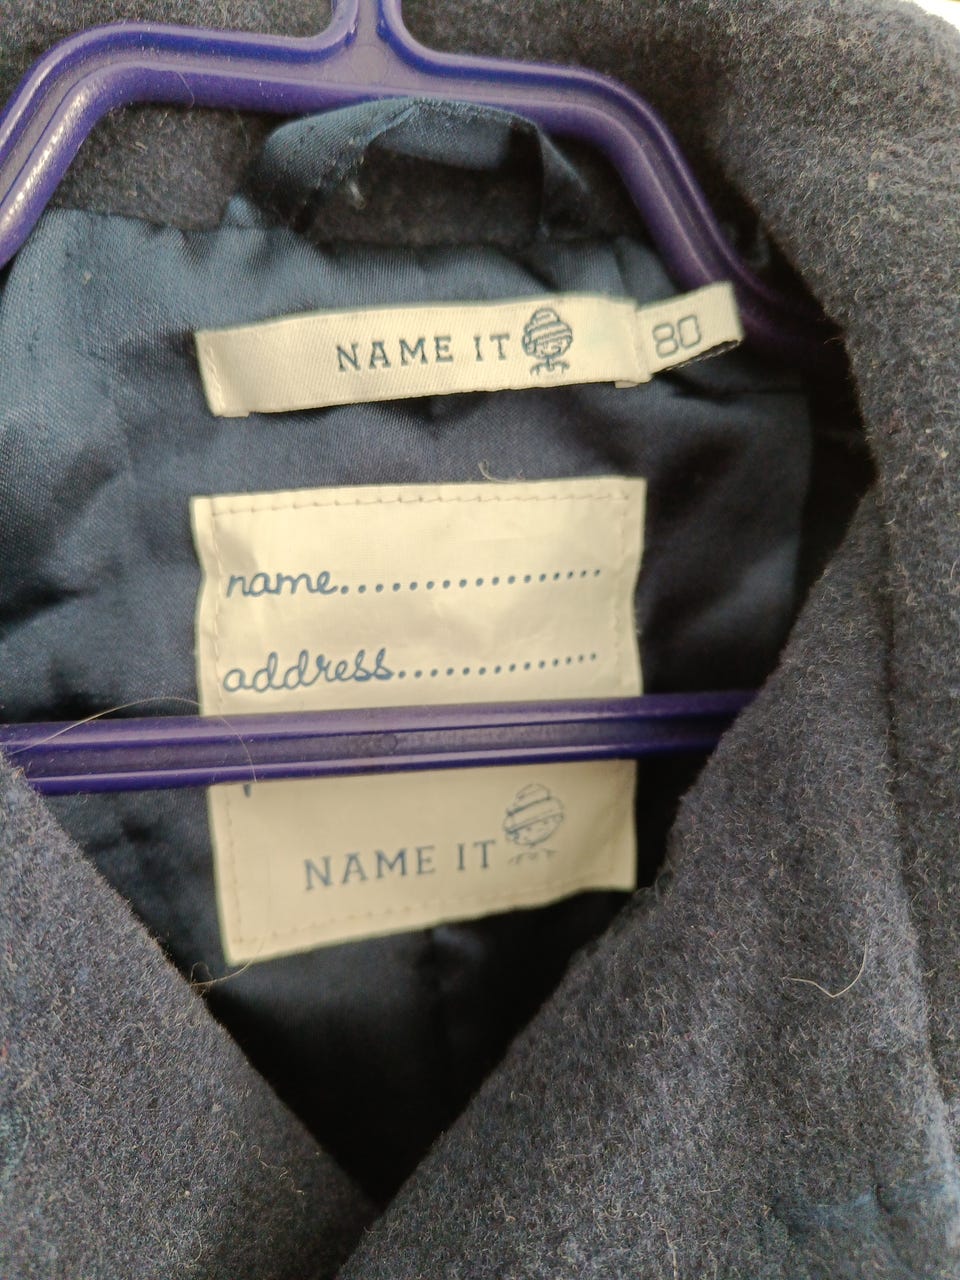 NAME IT
80
name.................
address..............
NAME IT